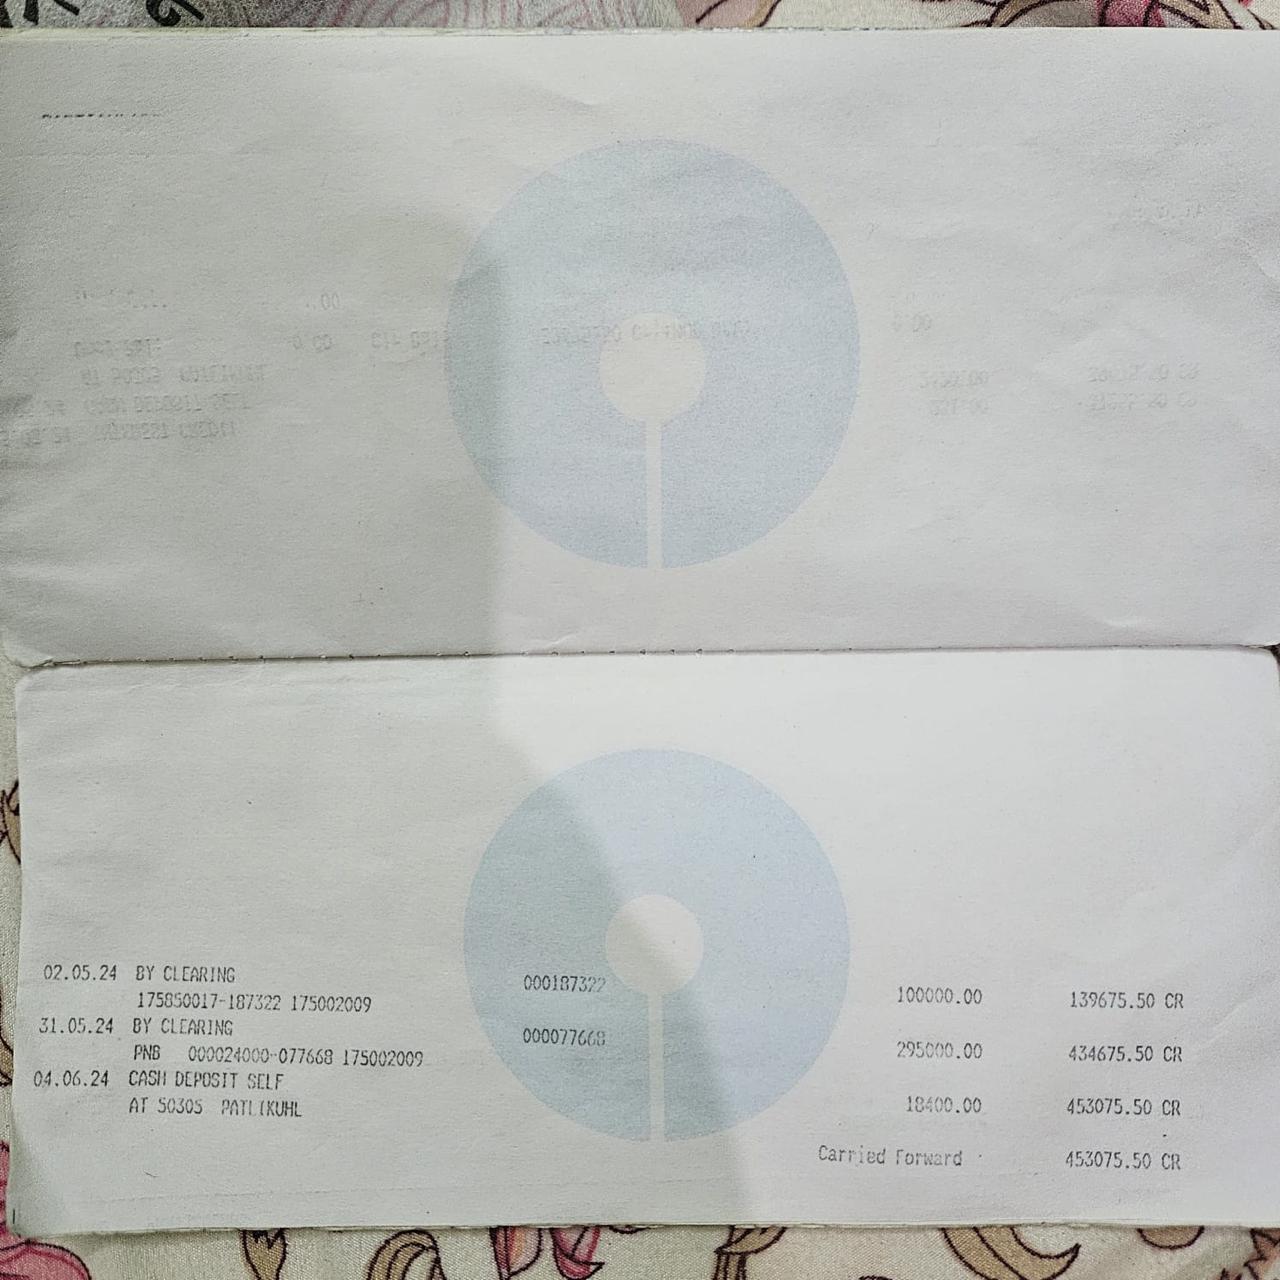 02.05.24 BY CLEARING 000187322
175850017-187322 175002009 100000.00 139675.50 CR
31.05.24 BY CLEARING 000077668
PNB 000024000-077668 175002009 295000.00 434675.50 CR
04.06.24 CASH DEPOSIT SELF
AT 50305 PATLIKUHL 18400.00 453075.50 CR
Carried Forward 453075.50 CR